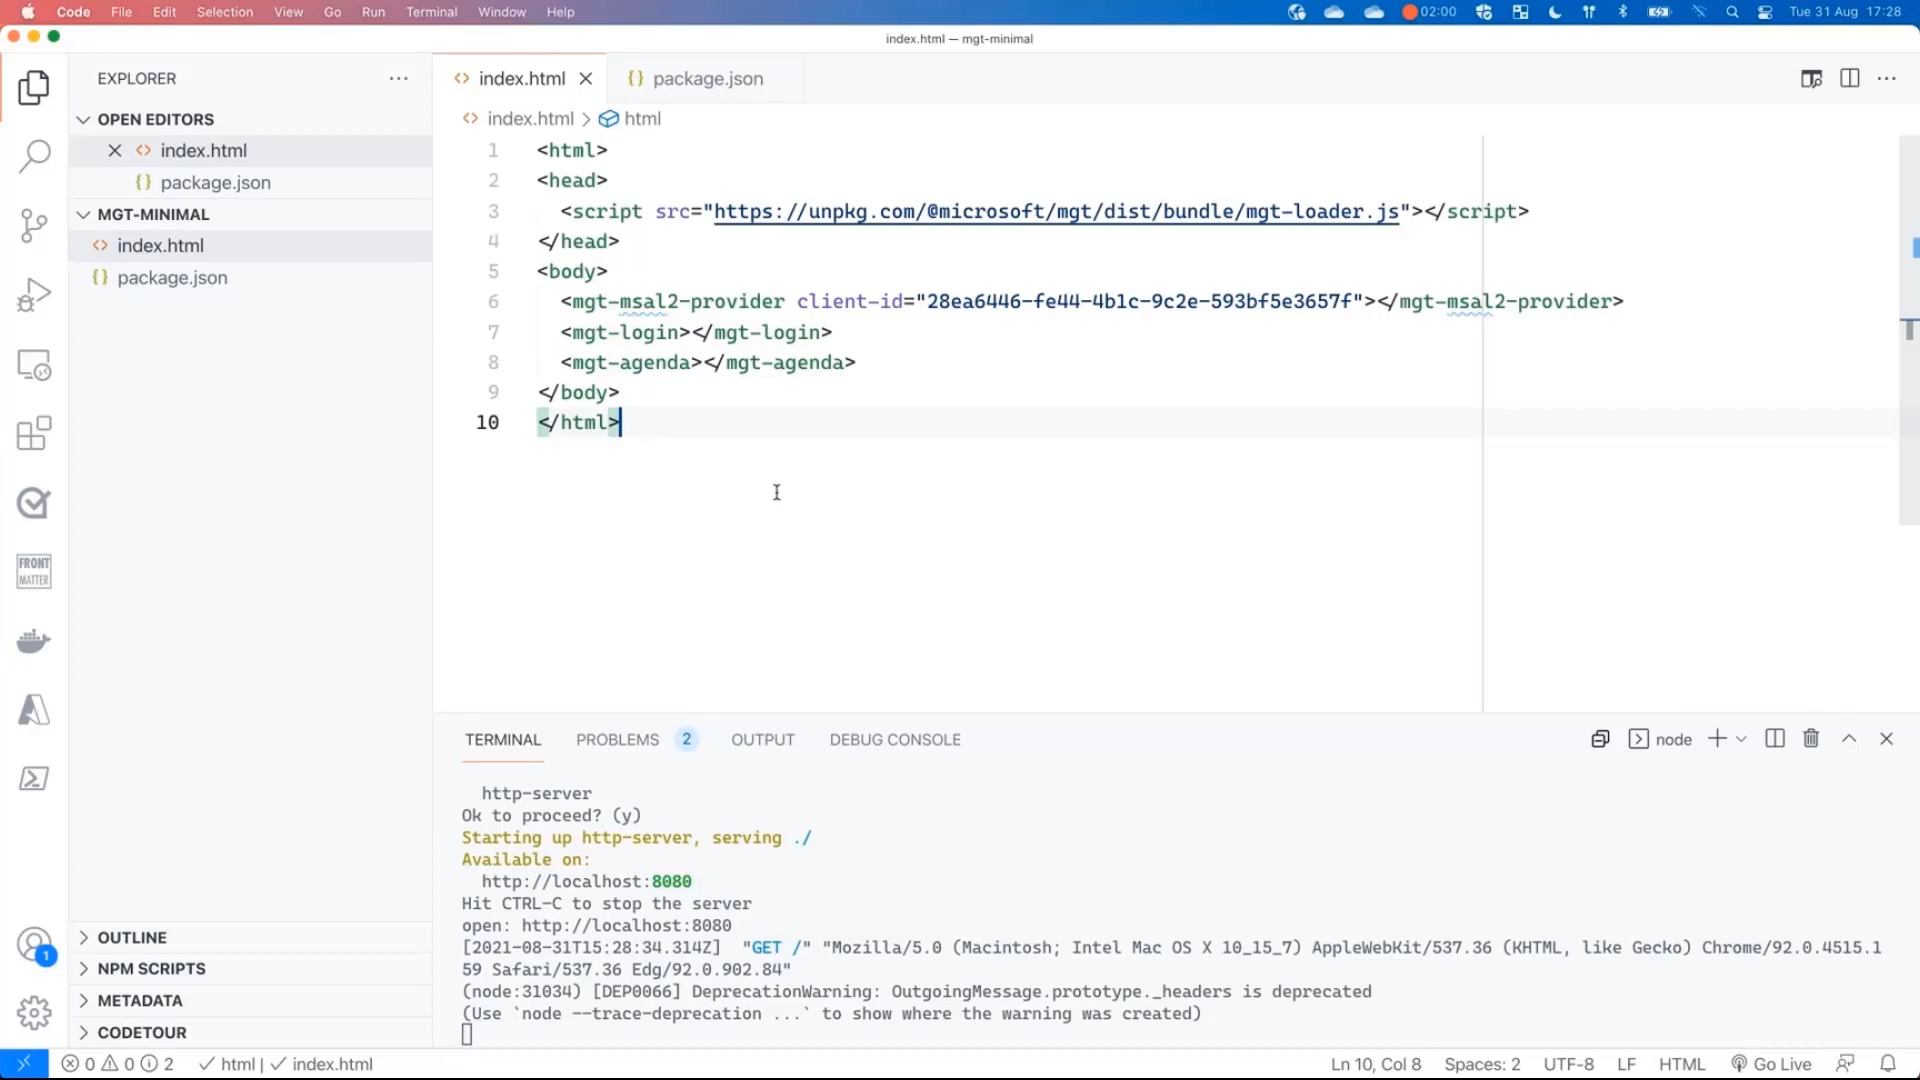 Code File Edit Selection View Go Run Terminal Window Help 02:00 Tue 31 Aug 17:28
index.html — mgt-minimal
EXPLORER
OPEN EDITORS
index.html
package.json
MGT-MINIMAL
index.html
package.json
OUTLINE
NPM SCRIPTS
METADATA
CODETOUR
FRONT
MATTER
1
index.html package.json
index.html > html
1 <html>
2 <head>
3 <script src="https://unpkg.com/@microsoft/mgt/dist/bundle/mgt-loader.js"></script>
4 </head>
5 <body>
6 <mgt-msal2-provider client-id="28ea6446-fe44-4b1c-9c2e-593bf5e3657f"></mgt-msal2-provider>
7 <mgt-login></mgt-login>
8 <mgt-agenda></mgt-agenda>
9 </body>
10 </html>
TERMINAL PROBLEMS 2 OUTPUT DEBUG CONSOLE node
http-server
Ok to proceed? (y)
Starting up http-server, serving ./
Available on:
http://localhost:8080
Hit CTRL-C to stop the server
open: http://localhost:8080
[2021-08-31T15:28:34.314Z] "GET /" "Mozilla/5.0 (Macintosh; Intel Mac OS X 10_15_7) AppleWebKit/537.36 (KHTML, like Gecko) Chrome/92.0.4515.1
59 Safari/537.36 Edg/92.0.902.84"
(node:31034) [DEP0066] DeprecationWarning: OutgoingMessage.prototype._headers is deprecated
(Use `node --trace-deprecation ...` to show where the warning was created)
0 0 2 html | index.html Ln 10, Col 8 Spaces: 2 UTF-8 LF HTML Go Live